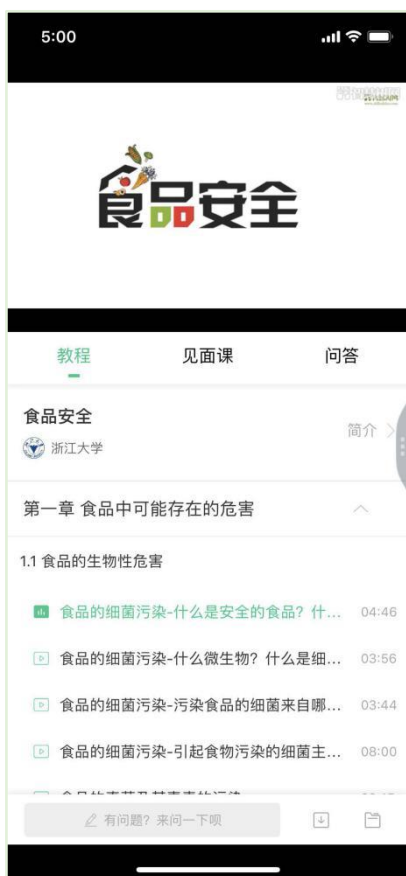 5:00
食品安全
教程 见面课 问答
食品安全
简介
浙江大学
第一章 食品中可能存在的危害
1.1 食品的生物性危害
食品的细菌污染-什么是安全的食品？什... 04:46
食品的细菌污染-什么微生物？什么是细... 03:56
食品的细菌污染-污染食品的细菌来自哪... 03:44
食品的细菌污染-引起食物污染的细菌主... 08:00
有问题？来问一下呗